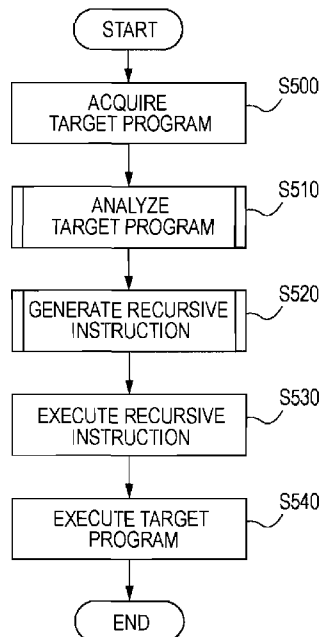 START
S500
ACQUIRE
TARGET PROGRAM
S510
ANALYZE
TARGET PROGRAM
S520
GENERATE RECURSIVE
INSTRUCTION
S530
EXECUTE RECURSIVE
INSTRUCTION
S540
EXECUTE TARGET
PROGRAM
END